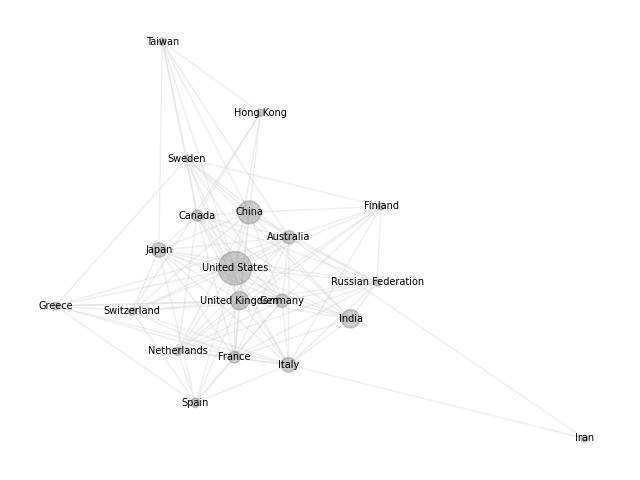 Taiwan
Hong Kong
Sweden
Finland
Canada
China
Australia
Japan
United States
Russian Federation
Greece
Switzerland
United Kingdom
Germany
India
Netherlands
France
Italy
Spain
Iran